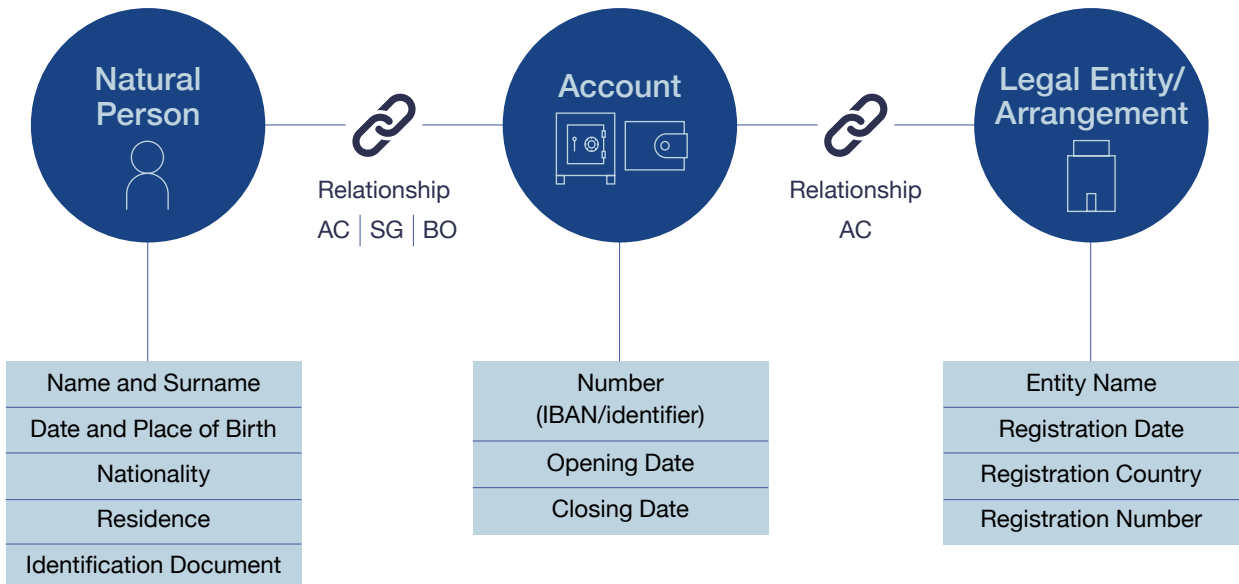 Natural
Person
Relationship
AC | SG | BO
Account
Relationship
AC
Legal Entity/
Arrangement
Name and Surname
Date and Place of Birth
Nationality
Residence
Identification Document
Number
(IBAN/identifier)
Opening Date
Closing Date
Entity Name
Registration Date
Registration Country
Registration Number